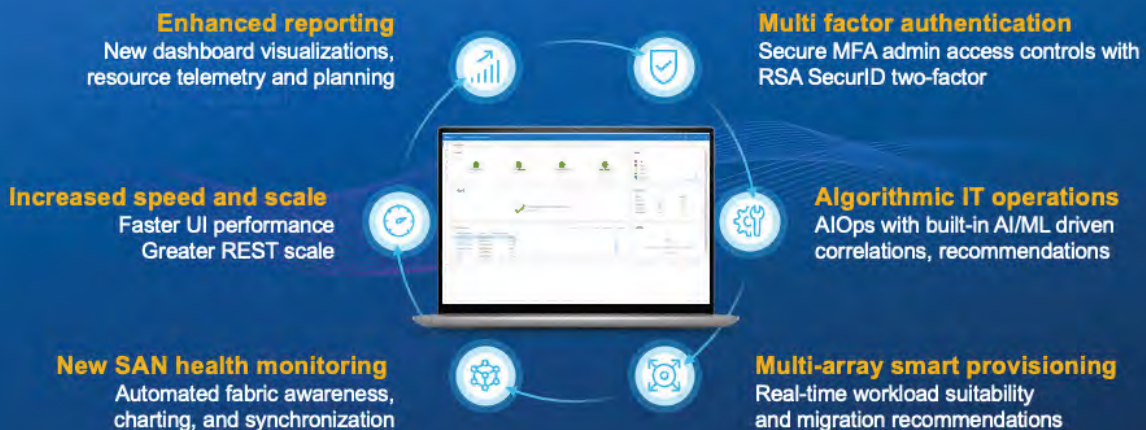 Enhanced reporting
New dashboard visualizations,
resource telemetry and planning
Multi factor authentication
Secure MFA admin access controls with
RSA SecurID two-factor
Increased speed and scale
Faster UI performance
Greater REST scale
Algorithmic IT operations
AIOps with built-in AI/ML driven
correlations, recommendations
New SAN health monitoring
Automated fabric awareness,
charting, and synchronization
Multi-array smart provisioning
Real-time workload suitability
and migration recommendations